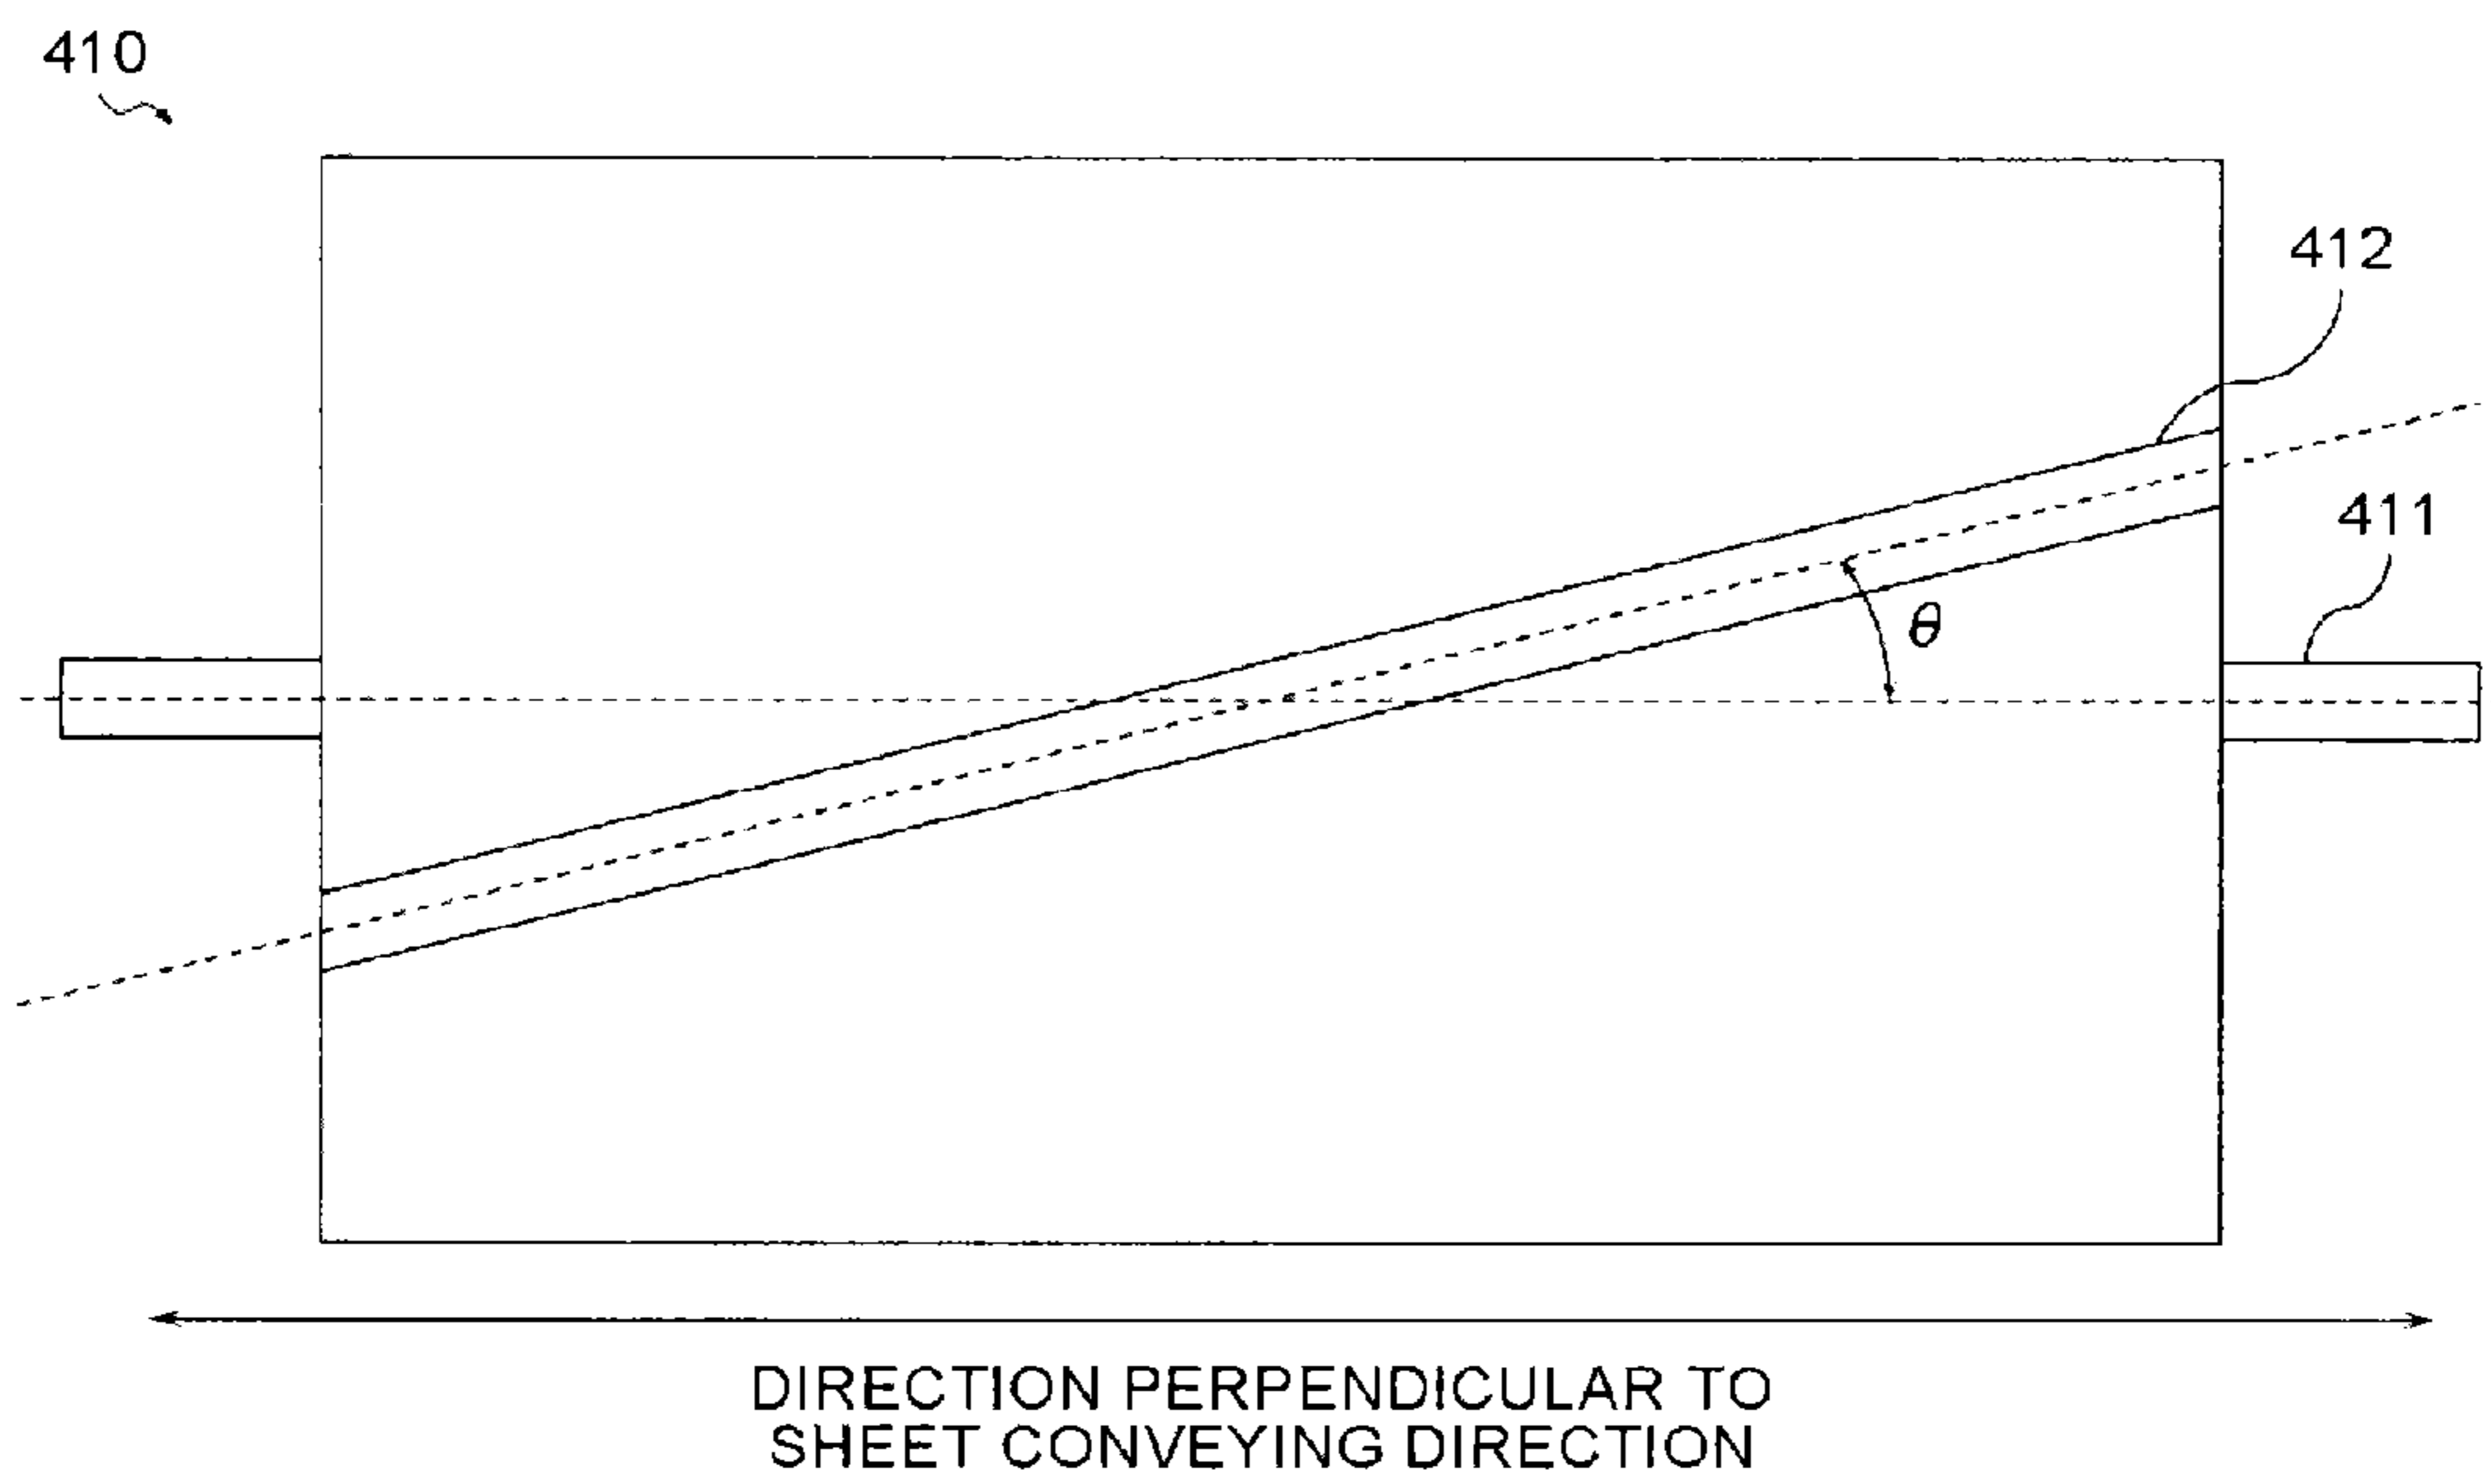 410
412
411
θ
DIRECTION PERPENDICULAR TO
SHEET CONVEYING DIRECTION